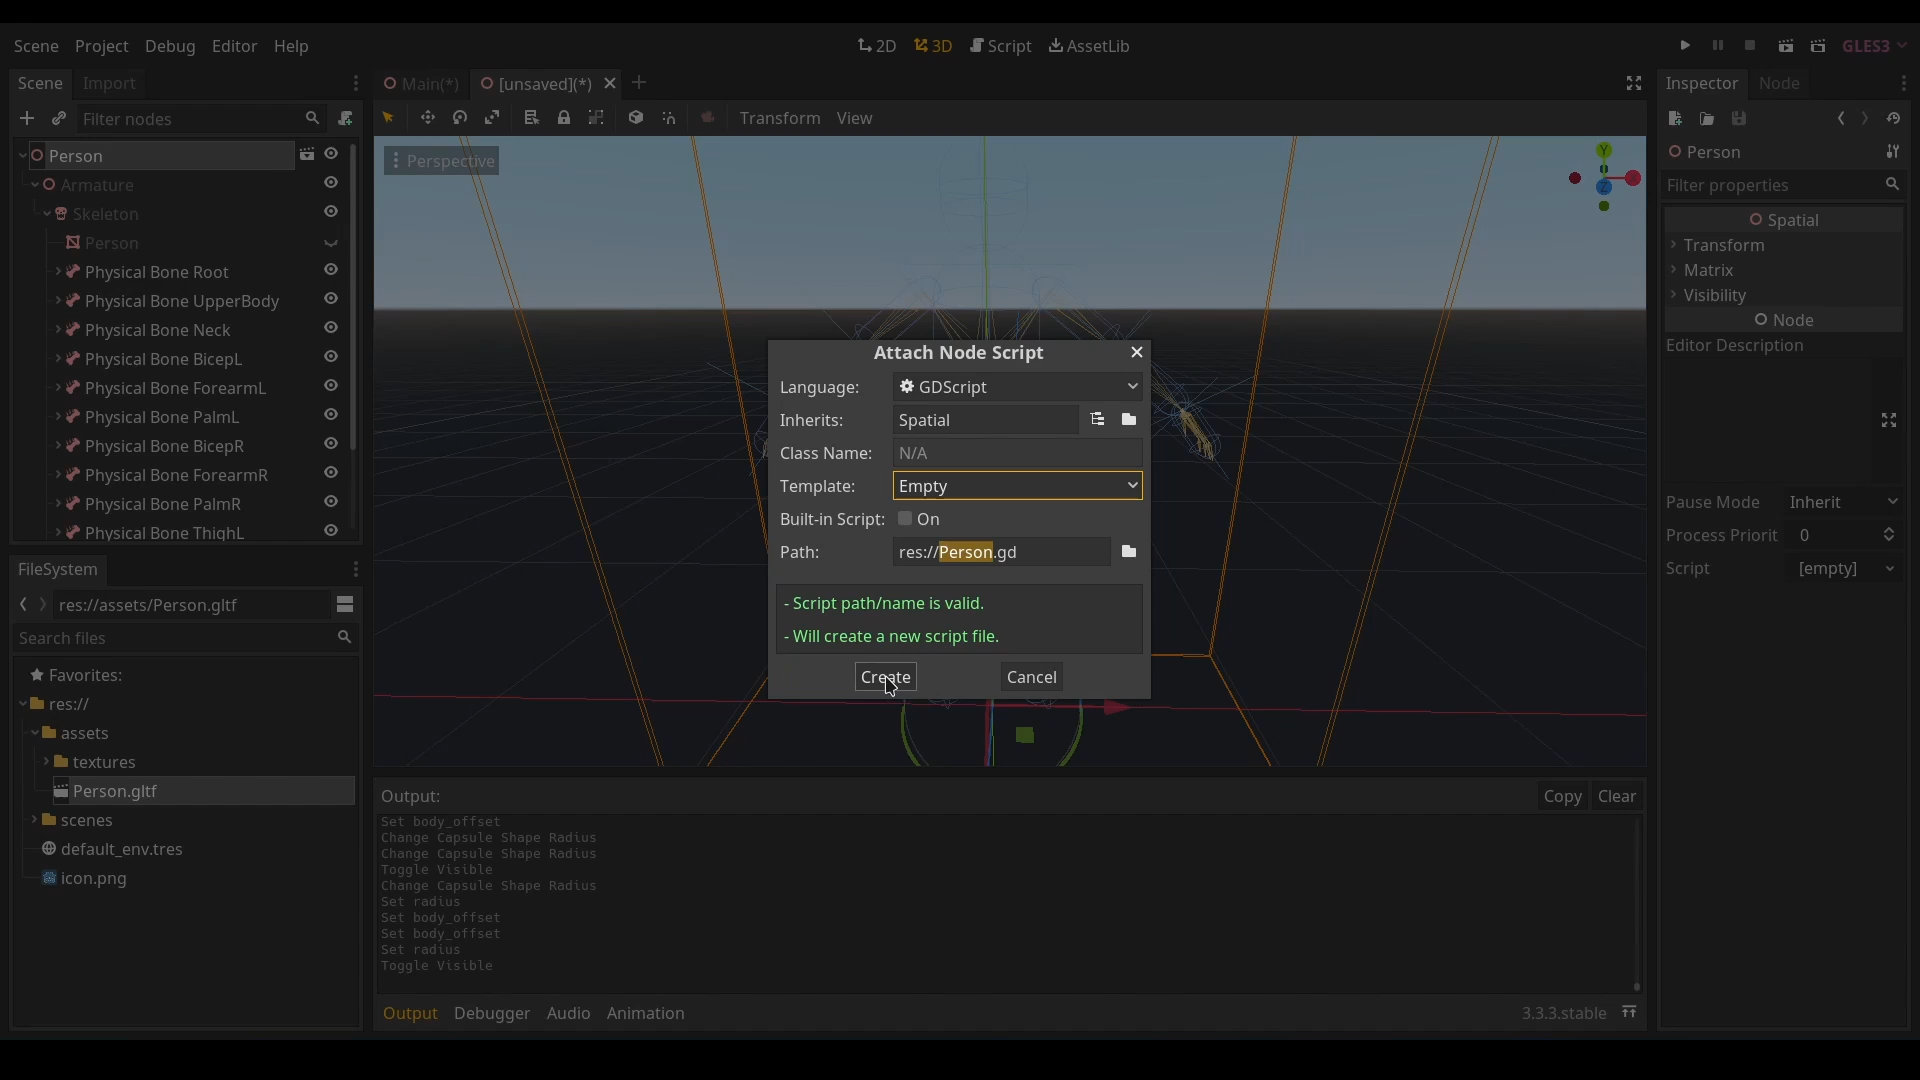 Scene Project Debug Editor Help
2D 3D Script AssetLib
GLES3
Scene Import
Main(*) [unsaved](*)
Inspector Node
Filter nodes
Transform View
Person
Armature
Skeleton
Person
Physical Bone Root
Physical Bone UpperBody
Physical Bone Neck
Physical Bone BicepL
Physical Bone ForearmL
Physical Bone PalmL
Physical Bone BicepR
Physical Bone ForearmR
Physical Bone PalmR
Physical Bone ThighL
FileSystem
res://assets/Person.gltf
Search files
Favorites:
res://
assets
textures
Person.gltf
scenes
default_env.tres
icon.png
Perspective
Y
Z
Attach Node Script
Language: GDScript
Inherits: Spatial
Class Name: N/A
Template: Empty
Built-in Script: On
Path: res://Person.gd
- Script path/name is valid.
- Will create a new script file.
Create Cancel
Output:
Copy Clear
Set body_offset
Change Capsule Shape Radius
Change Capsule Shape Radius
Toggle Visible
Change Capsule Shape Radius
Set radius
Set body_offset
Set body_offset
Set radius
Toggle Visible
Output Debugger Audio Animation
3.3.3.stable
Person
Filter properties
Spatial
Transform
Matrix
Visibility
Node
Editor Description
Pause Mode Inherit
Process Priorit 0
Script [empty]